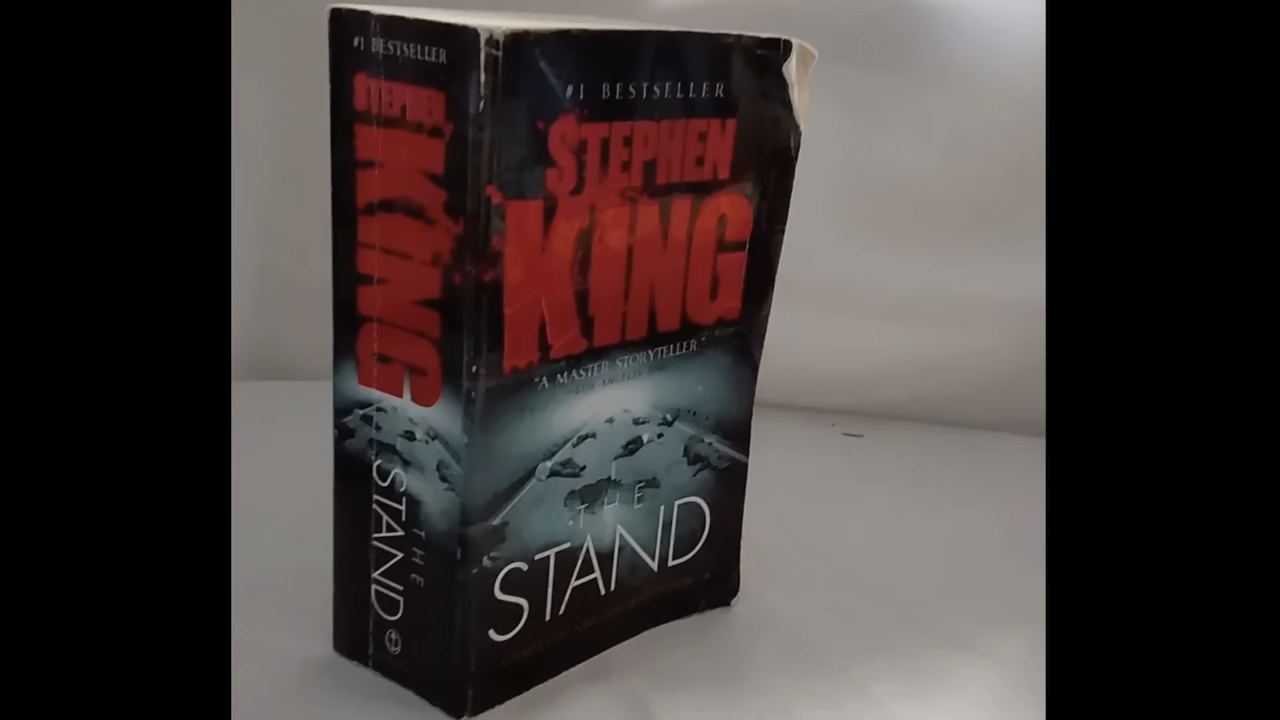 #1 BESTSELLER
STEPHEN
KING
THE
STAND
#1 BESTSELLER
STEPHEN
KING
"A MASTER STORYTELLER."
THE
STAND